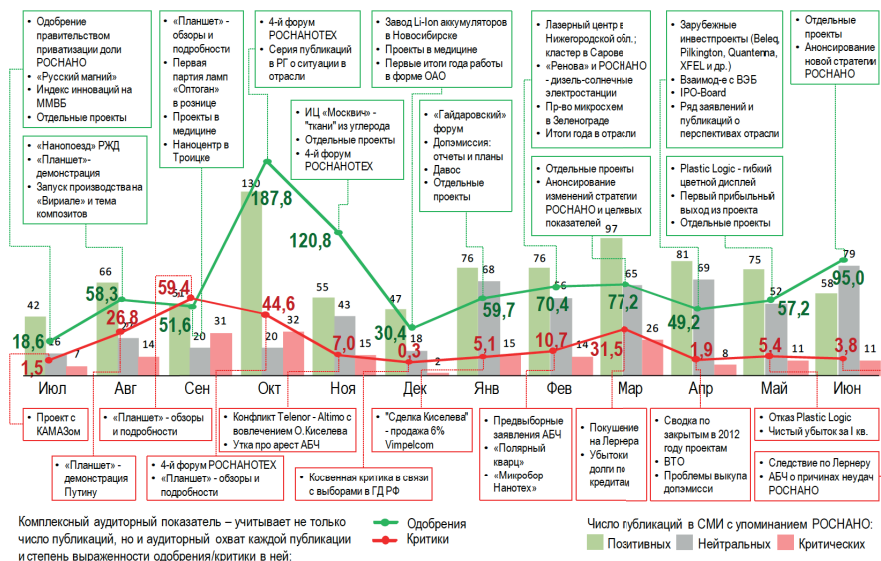 • Одобрение
правительством
приватизации доли
РОСНАНО
• «Русский магний»
• Индекс инноваций на
ММВБ
• Отдельные проекты
• «Нанопоезд» РЖД
• «Планшет»-
демонстрация
• Запуск производства на
«Вириале» и тема
композитов
• «Планшет» -
обзоры и
подробности
• Первая
партия ламп
«Оптоган»
в рознице
• Проекты в
медицине
• Наноцентр в
Троицке
• 4-й форум
РОСНАНОТЕХ
• Серия публикаций
в РГ о ситуации в
отрасли
• ИЦ «Москвич» -
"ткани" из углерода
• Отдельные проекты
• 4-й форум
РОСНАНОТЕХ
• Завод Li-Ion аккумуляторов
в Новосибирске
• Проекты в медицине
• Первые итоги года работы
в форме ОАО
• «Гайдаровский»
форум
• Допэмиссия:
отчеты и планы
• Давос
• Отдельные
проекты
• Лазерный центр в
Нижегородской обл.;
кластер в Сарове
• «Ренова» и РОСНАНО
- дизель-солнечные
электростанции
• Пр-во микросхем
в Зеленограде
• Итоги года в отрасли
• Отдельные проекты
• Анонсирование
изменений стратегии
РОСНАНО и целевых
показателей
• Зарубежные
инвестпроекты (Beleq,
Pilkington, Quantenna,
XFEL и др.)
• Взаимод-е с ВЭБ
• IPO-Board
• Ряд заявлений и
публикаций о
перспективах отрасли
• Plastic Logic - гибкий
цветной дисплей
• Первый прибыльный
выход из проекта
• Отдельные проекты
• Отдельные
проекты
• Анонсирование
новой стратегии
РОСНАНО
42 26 7
66 14
20 31
130 20 32
55 43 15
47 18 2
76 68 15
76 56 14
97 65 26
81 69 8
75 52 11
58 79 11
18,6 58,3 51,6 187,8 120,8 30,4 59,7 70,4 77,2 49,2 57,2 95,0
1,5 26,8 59,4 44,6 7,0 0,3 5,1 10,7 31,5 1,9 5,4 3,8
Июл Авг Сен Окт Ноя Дек Янв Фев Мар Апр Май Июн
• Проект с
КАМАЗом
• «Планшет» -
демонстрация
Путину
• «Планшет» - обзоры
и подробности
• 4-й форум РОСНАНОТЕХ
• «Планшет» - обзоры и
подробности
• Конфликт Telenor - Altimo с
вовлечением О.Киселева
• Утка про арест АБЧ
• Косвенная критика в связи
с выборами в ГД РФ
• "Сделка Киселева"
- продажа 6%
Vimpelcom
• Предвыборные
заявления АБЧ
• «Полярный
кварц»
• «Микробор
Нанотех»
• Покушение
на Лернера
• Убытки
долги по
кредитам
• Сводка по
закрытым в 2012
году проектам
• ВТО
• Проблемы выкупа
допэмисси
• Отказ Plastic Logic
• Чистый убыток за I кв.
• Следствие по Лернеру
• АБЧ о причинах неудач
РОСНАНО
Комплексный аудиторный показатель – учитывает не только
число публикаций, но и аудиторный охват каждой публикации
и степень выраженности одобрения/критики в ней:
Одобрения
Критики
Число публикаций в СМИ с упоминанием РОСНАНО:
Позитивных Нейтральных Критических